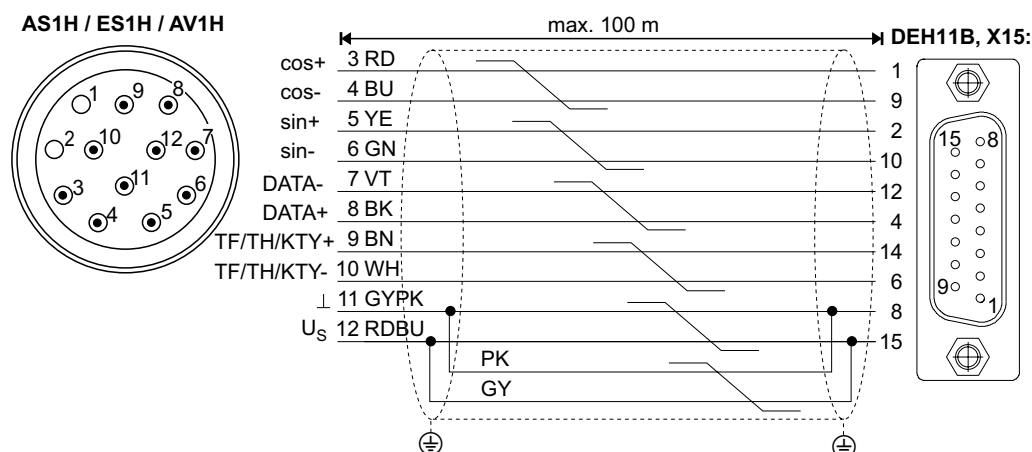 AS1H / ES1H / AV1H
max. 100 m
DEH11B, X15:
cos+ 3 RD 1
cos- 4 BU 9
sin+ 5 YE 2
sin- 6 GN 10
DATA- 7 VT 12
DATA+ 8 BK 4
TF/TH/KTY+ 9 BN 14
TF/TH/KTY- 10 WH 6
⊥ 11 GYPK 8
US 12 RDBU 15
PK
GY
1 9 8
2 10 12 7
11
3 6
4 5
15 8
9 1